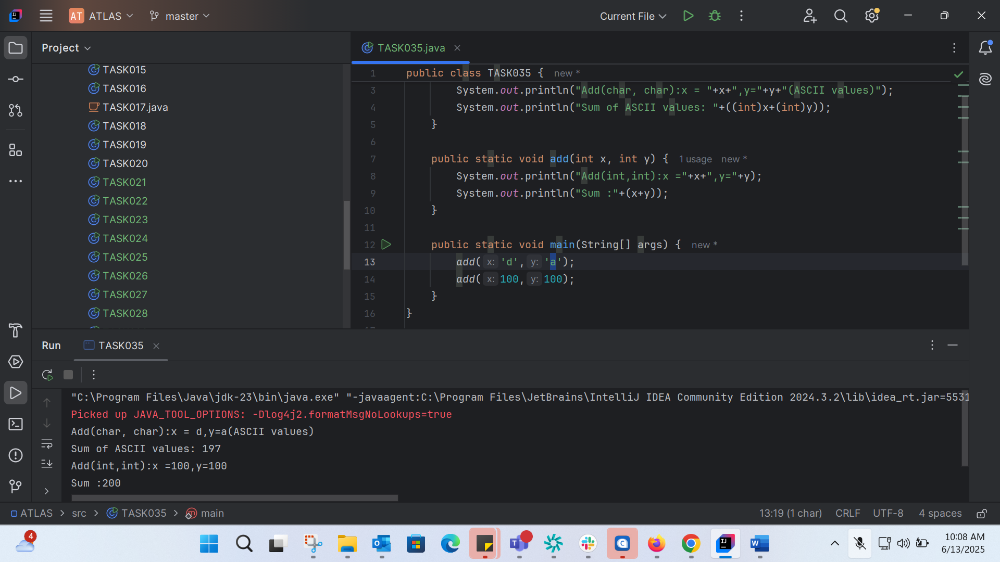 AT ATLAS master Current File
Project
TASK035.java
TASK015
TASK016
TASK017.java
TASK018
TASK019
TASK020
TASK021
TASK022
TASK023
TASK024
TASK025
TASK026
TASK027
TASK028
1 public class TASK035 { new *
3 System.out.println("Add(char, char):x = "+x+",y="+y+"(ASCII values)");
4 System.out.println("Sum of ASCII values: "+((int)x+(int)y));
5 }
6
7 public static void add(int x, int y) { 1 usage new *
8 System.out.println("Add(int,int):x ="+x+",y="+y);
9 System.out.println("Sum :"+(x+y));
10 }
11
12 public static void main(String[] args) { new *
13 add( x: 'd', y: 'a');
14 add( x: 100, y: 100);
15 }
16 }
Run TASK035
"C:\Program Files\Java\jdk-23\bin\java.exe" "-javaagent:C:\Program Files\JetBrains\IntelliJ IDEA Community Edition 2024.3.2\lib\idea_rt.jar=5531
Picked up JAVA_TOOL_OPTIONS: -Dlog4j2.formatMsgNoLookups=true
Add(char, char):x = d,y=a(ASCII values)
Sum of ASCII values: 197
Add(int,int):x =100,y=100
Sum :200
ATLAS > src > TASK035 > main 13:19 (1 char) CRLF UTF-8 4 spaces
4
10:08 AM
6/13/2025